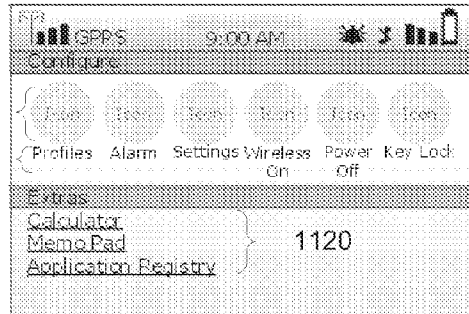 GPRS 9:00 AM
Configure
Icon Icon Icon Icon Icon Icon
Profiles Alarm Settings Wireless On Power Off Key Lock
Extras
Calculator
Memo Pad
Application Registry
1120